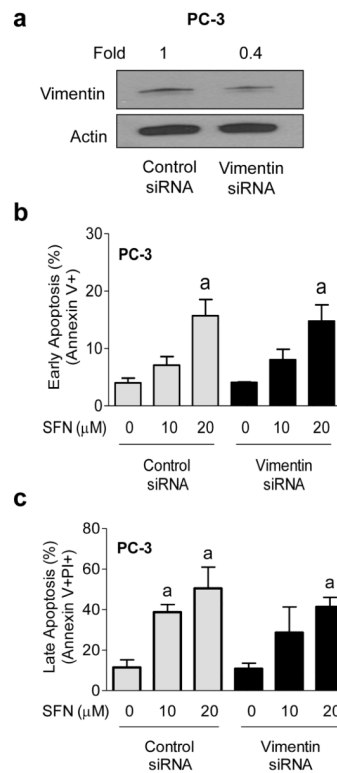 a
PC-3
Fold 1 0.4
Vimentin
Actin
Control siRNA
Vimentin siRNA
b
PC-3
Early Apoptosis (%)
(Annexin V+)
30
20
10
0
a a
SFN (μM) 0 10 20 0 10 20
Control siRNA
Vimentin siRNA
c
PC-3
Late Apoptosis (%)
(Annexin V+PI+)
80
60
40
20
0
a a a
SFN (μM) 0 10 20 0 10 20
Control siRNA
Vimentin siRNA